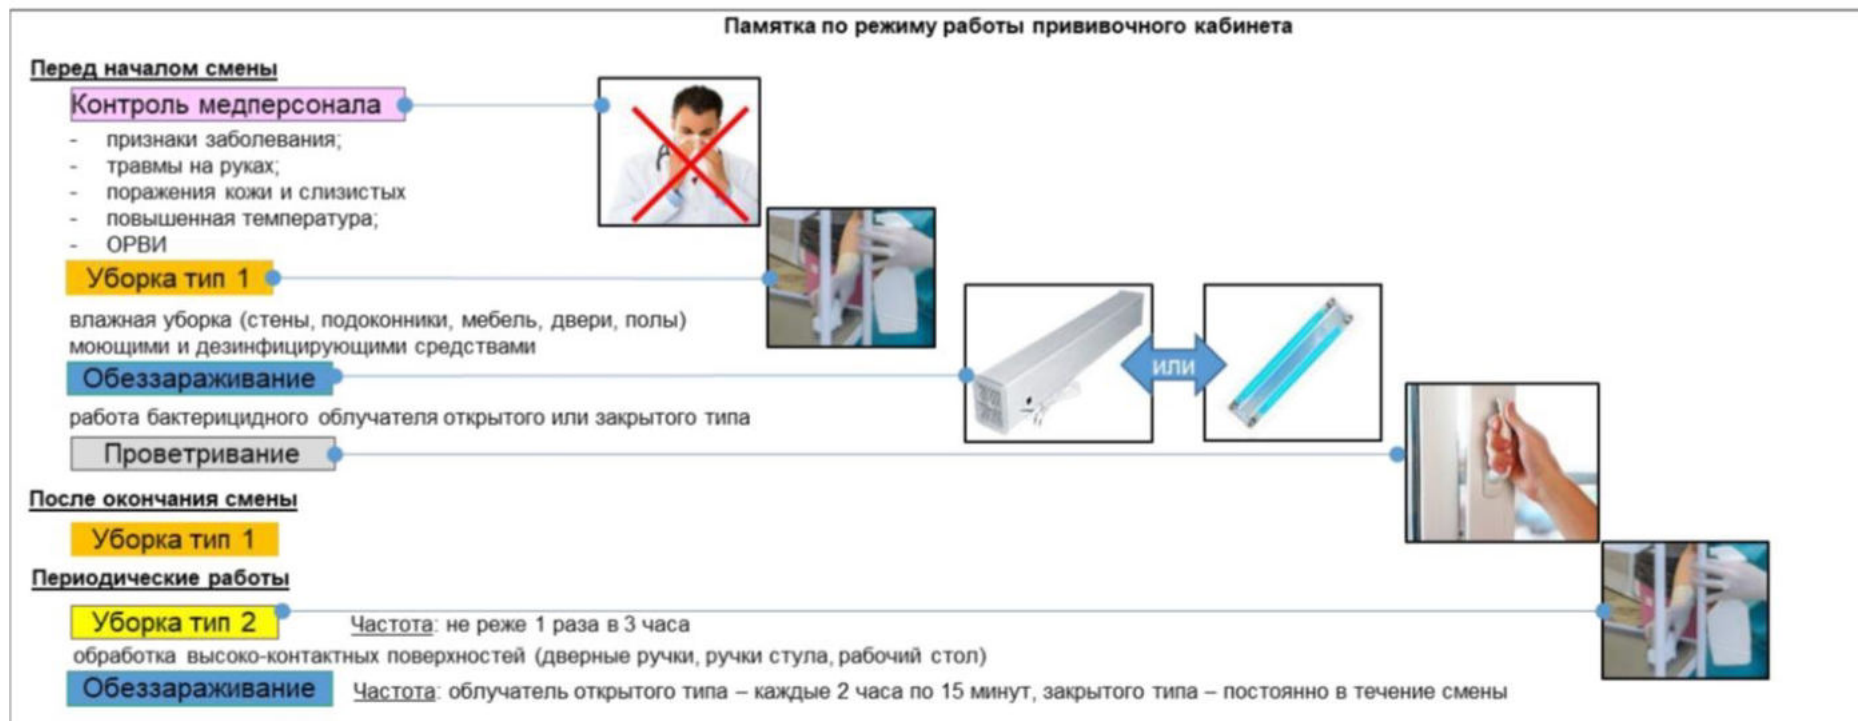 Памятка по режиму работы прививочного кабинета
Перед началом смены
Контроль медперсонала
- признаки заболевания;
- травмы на руках;
- поражения кожи и слизистых
- повышенная температура;
- ОРВИ
Уборка тип 1
влажная уборка (стены, подоконники, мебель, двери, полы)
моющими и дезинфицирующими средствами
Обеззараживание
или
работа бактерицидного облучателя открытого или закрытого типа
Проветривание
После окончания смены
Уборка тип 1
Периодические работы
Уборка тип 2 Частота: не реже 1 раза в 3 часа
обработка высоко-контактных поверхностей (дверные ручки, ручки стула, рабочий стол)
Обеззараживание Частота: облучатель открытого типа – каждые 2 часа по 15 минут, закрытого типа – постоянно в течение смены